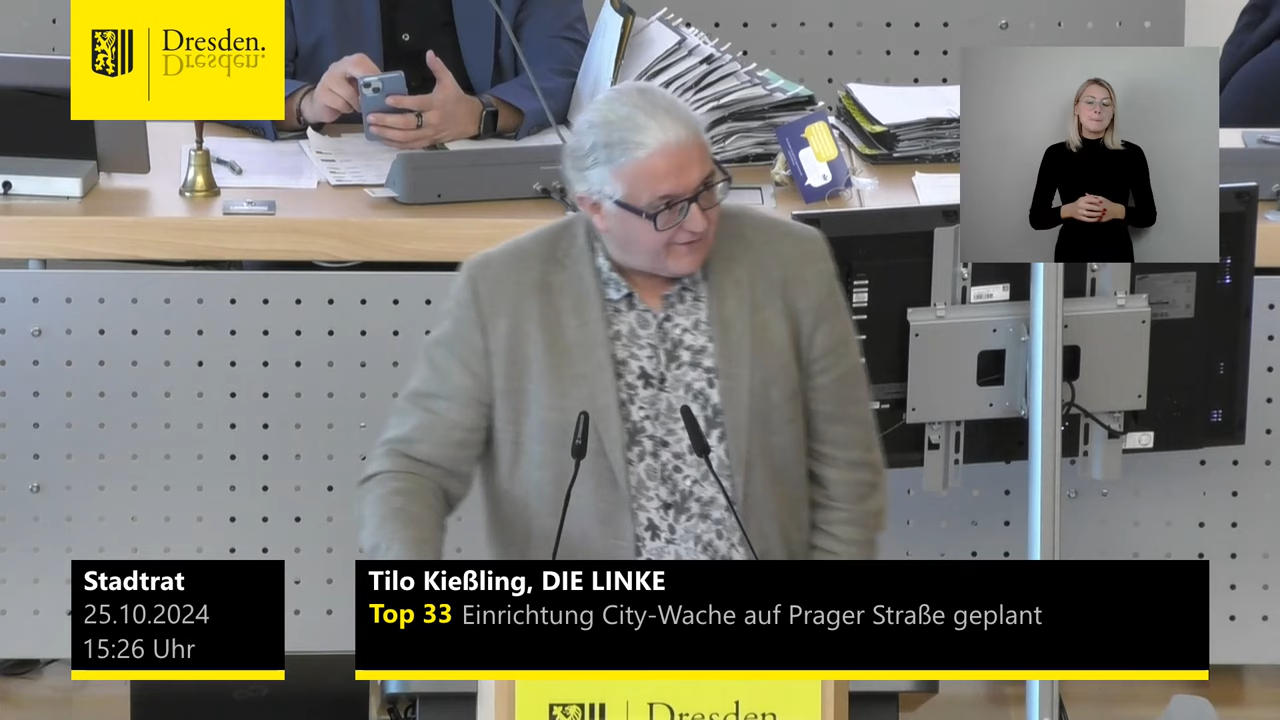 Dresden.
Dresden.
Stadtrat
25.10.2024
15:26 Uhr
Tilo Kießling, DIE LINKE
Top 33 Einrichtung City-Wache auf Prager Straße geplant
Dresden.